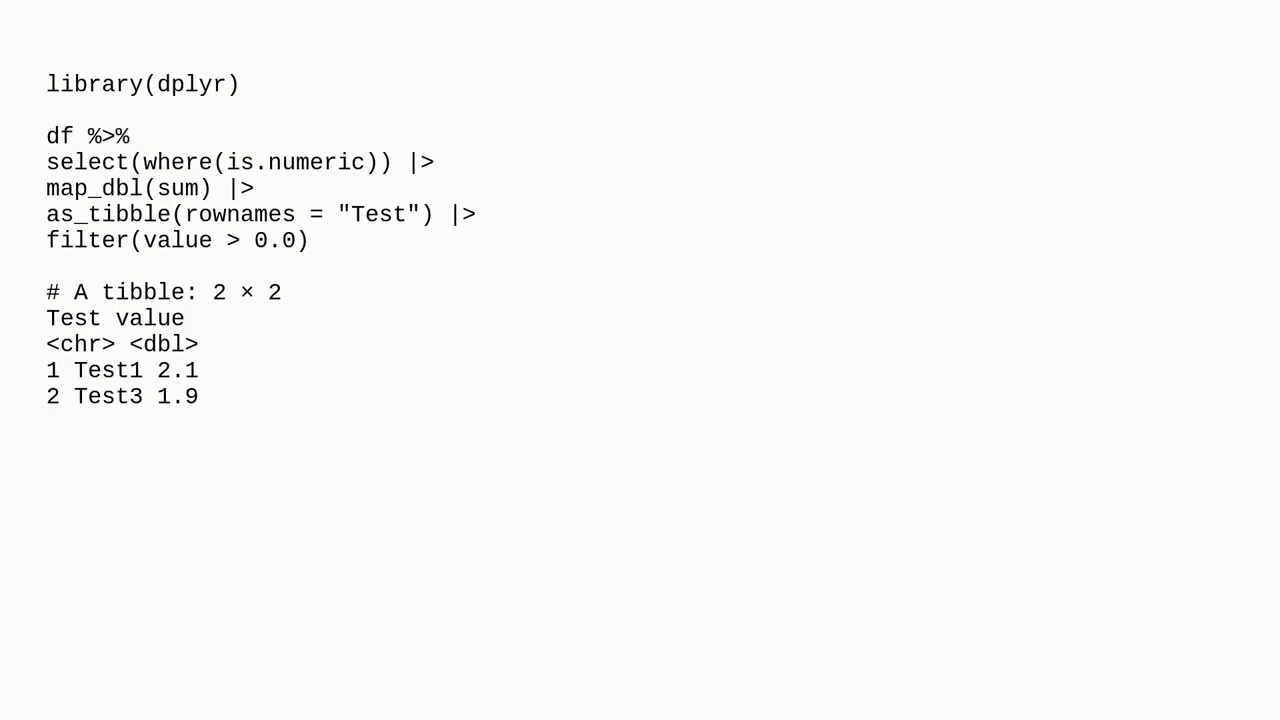 library(dplyr)
df %>%
select(where(is.numeric)) |>
map_dbl(sum) |>
as_tibble(rownames = "Test") |>
filter(value > 0.0)
# A tibble: 2 × 2
Test value
<chr> <dbl>
1 Test1 2.1
2 Test3 1.9